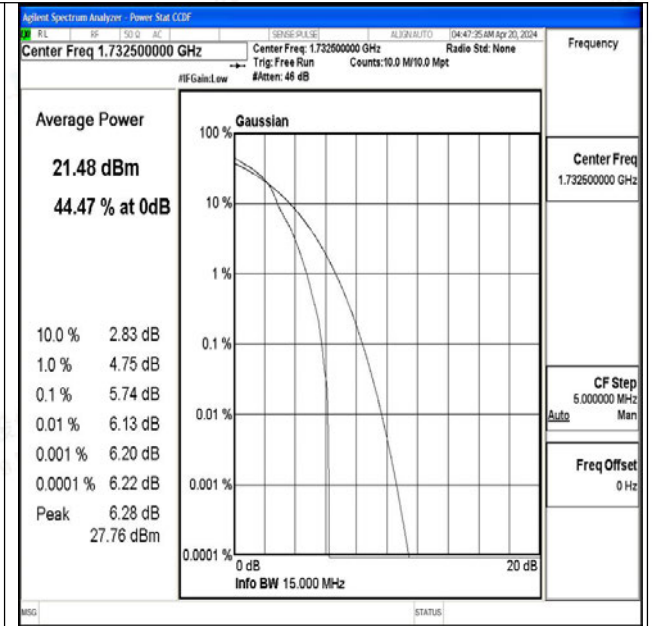 Agilent Spectrum Analyzer - Power Stat CCDF
RL RF 50 Ω AC SENSE:PULSE ALIGN AUTO 04:47:35 AM Apr 20, 2024
Center Freq 1.732500000 GHz
Center Freq: 1.732500000 GHz Radio Std: None
Trig: Free Run Counts:10.0 M/10.0 Mpt
#IFGain:Low #Atten: 46 dB
Frequency
Average Power
21.48 dBm
44.47 % at 0dB
10.0 % 2.83 dB
1.0 % 4.75 dB
0.1 % 5.74 dB
0.01 % 6.13 dB
0.001 % 6.20 dB
0.0001 % 6.22 dB
Peak 6.28 dB
27.76 dBm
Gaussian
100 %
10 %
1 %
0.1 %
0.01 %
0.001 %
0.0001 %
0 dB 20 dB
Info BW 15.000 MHz
Center Freq
1.732500000 GHz
CF Step
5.000000 MHz
Auto Man
Freq Offset
0 Hz
MSG STATUS